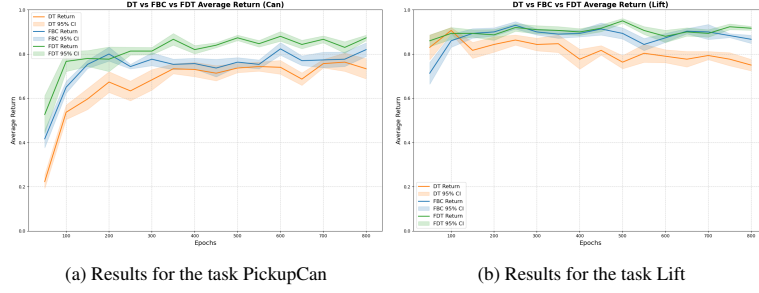 DT vs FBC vs FDT Average Return (Can)
DT Return
DT 95% CI
FBC Return
FBC 95% CI
FDT Return
FDT 95% CI
1.0
0.8
0.6
0.4
0.2
0.0
Average Return
100 200 300 400 500 600 700 800
Epochs
(a) Results for the task PickupCan
DT vs FBC vs FDT Average Return (Lift)
1.0
0.8
0.6
0.4
0.2
0.0
Average Return
DT Return
DT 95% CI
FBC Return
FBC 95% CI
FDT Return
FDT 95% CI
100 200 300 400 500 600 700 800
Epochs
(b) Results for the task Lift